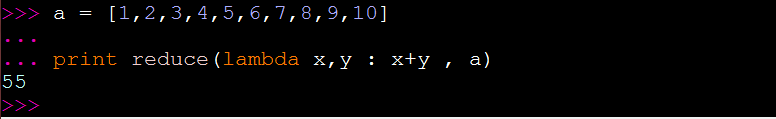 >>> a = [1,2,3,4,5,6,7,8,9,10]
...
... print reduce(lambda x,y : x+y , a)
55
>>>